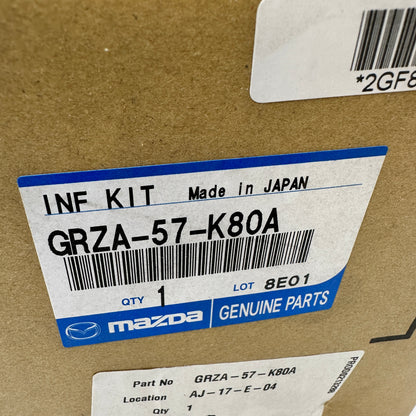 *2GF8
INF KIT Made in JAPAN
GRZA-57-K80A
QTY 1 LOT 8E01
mazda GENUINE PARTS
Part No GRZA-57-K80A
Location AJ-17-E-04
Qty 1